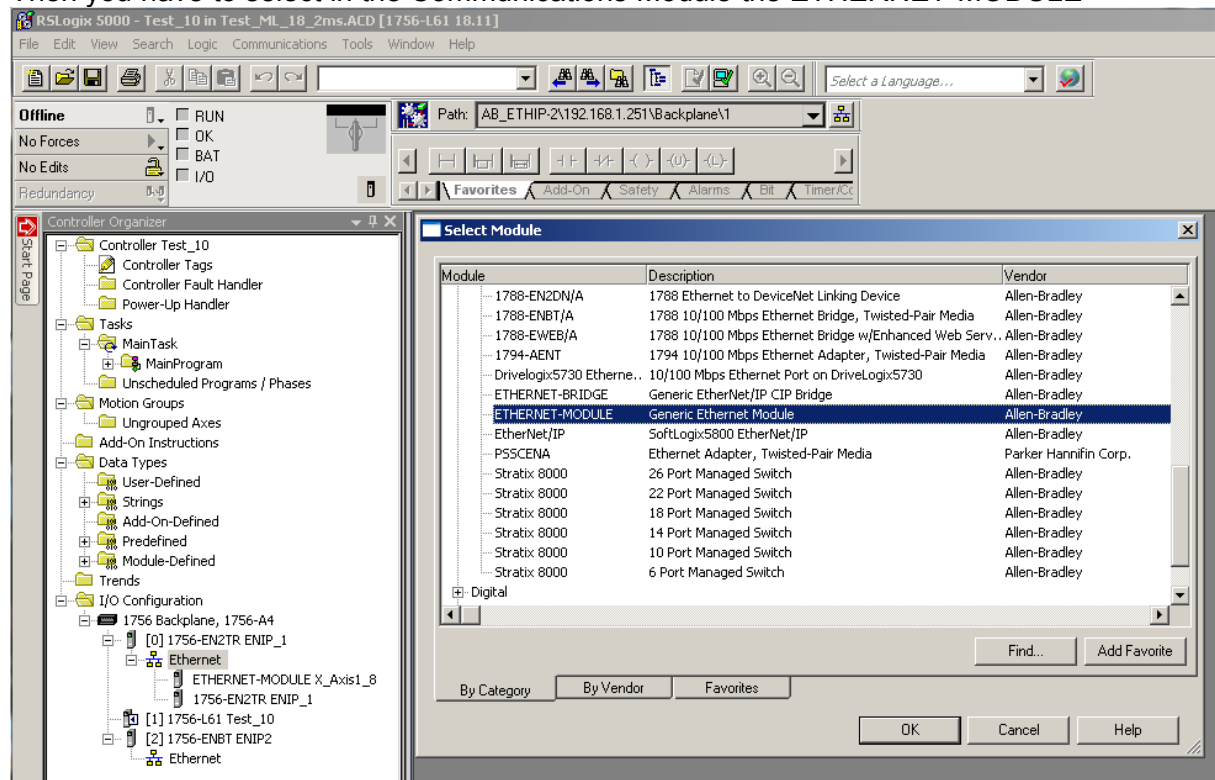 Then you have to select in the Communications Module the ETHERNET-MODULE
RSLogix 5000 - Test_10 in Test_ML_18_2ms.ACD [1756-L61 18.11]
File Edit View Search Logic Communications Tools Window Help
Select a Language...
Offline
RUN
No Forces
OK
No Edits
BAT
Redundancy
I/O
Path: AB_ETHIP-2\192.168.1.251\Backplane\1
Favorites Add-On Safety Alarms Bit Timer/Cc
Start Page
Controller Organizer
Controller Test_10
Controller Tags
Controller Fault Handler
Power-Up Handler
Tasks
MainTask
MainProgram
Unscheduled Programs / Phases
Motion Groups
Ungrouped Axes
Add-On Instructions
Data Types
User-Defined
Strings
Add-On-Defined
Predefined
Module-Defined
Trends
I/O Configuration
1756 Backplane, 1756-A4
[0] 1756-EN2TR ENIP_1
Ethernet
ETHERNET-MODULE X_Axis1_8
1756-EN2TR ENIP_1
[1] 1756-L61 Test_10
[2] 1756-ENBT ENIP2
Ethernet
Select Module
Module Description Vendor
1788-EN2DN/A 1788 Ethernet to DeviceNet Linking Device Allen-Bradley
1788-ENBT/A 1788 10/100 Mbps Ethernet Bridge, Twisted-Pair Media Allen-Bradley
1788-EWEB/A 1788 10/100 Mbps Ethernet Bridge w/Enhanced Web Serv.. Allen-Bradley
1794-AENT 1794 10/100 Mbps Ethernet Adapter, Twisted-Pair Media Allen-Bradley
Drivelogix5730 Etherne.. 10/100 Mbps Ethernet Port on DriveLogix5730 Allen-Bradley
ETHERNET-BRIDGE Generic EtherNet/IP CIP Bridge Allen-Bradley
ETHERNET-MODULE Generic Ethernet Module Allen-Bradley
EtherNet/IP SoftLogix5800 EtherNet/IP Allen-Bradley
PSSCENA Ethernet Adapter, Twisted-Pair Media Parker Hannifin Corp.
Stratix 8000 26 Port Managed Switch Allen-Bradley
Stratix 8000 22 Port Managed Switch Allen-Bradley
Stratix 8000 18 Port Managed Switch Allen-Bradley
Stratix 8000 14 Port Managed Switch Allen-Bradley
Stratix 8000 10 Port Managed Switch Allen-Bradley
Stratix 8000 6 Port Managed Switch Allen-Bradley
Digital
Find... Add Favorite
By Category By Vendor Favorites
OK Cancel Help